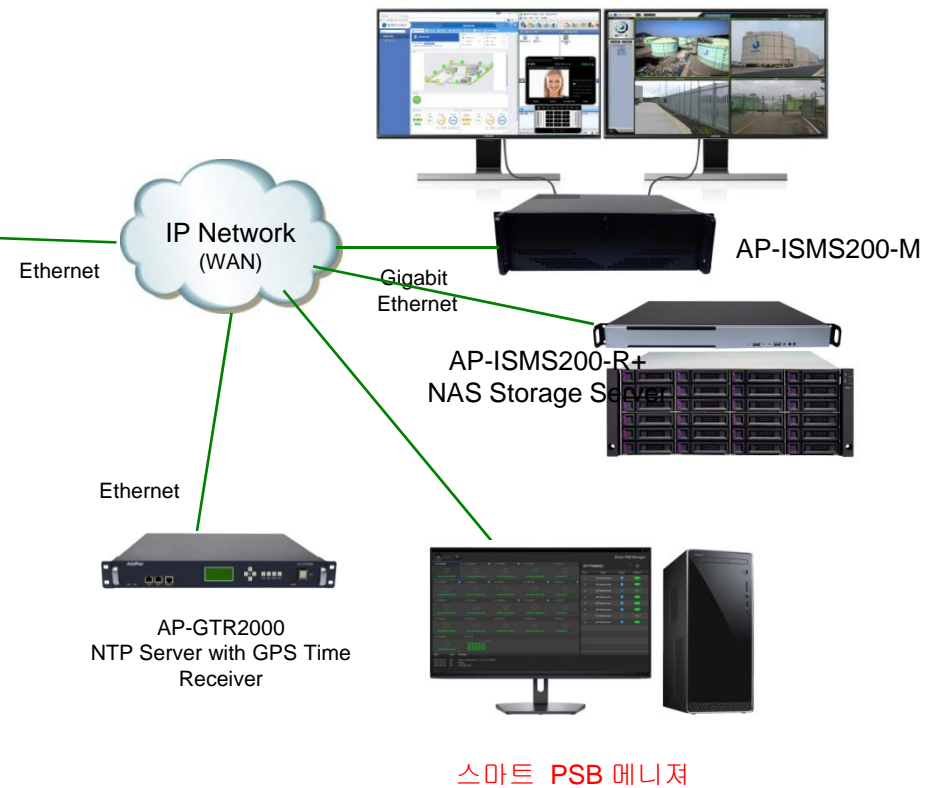 IP Network
(WAN)
Ethernet
AP-ISMS200-M
Gigabit
Ethernet
AP-ISMS200-R+
NAS Storage Server
Ethernet
AP-GTR2000
NTP Server with GPS Time
Receiver
스마트 PSB 메니져